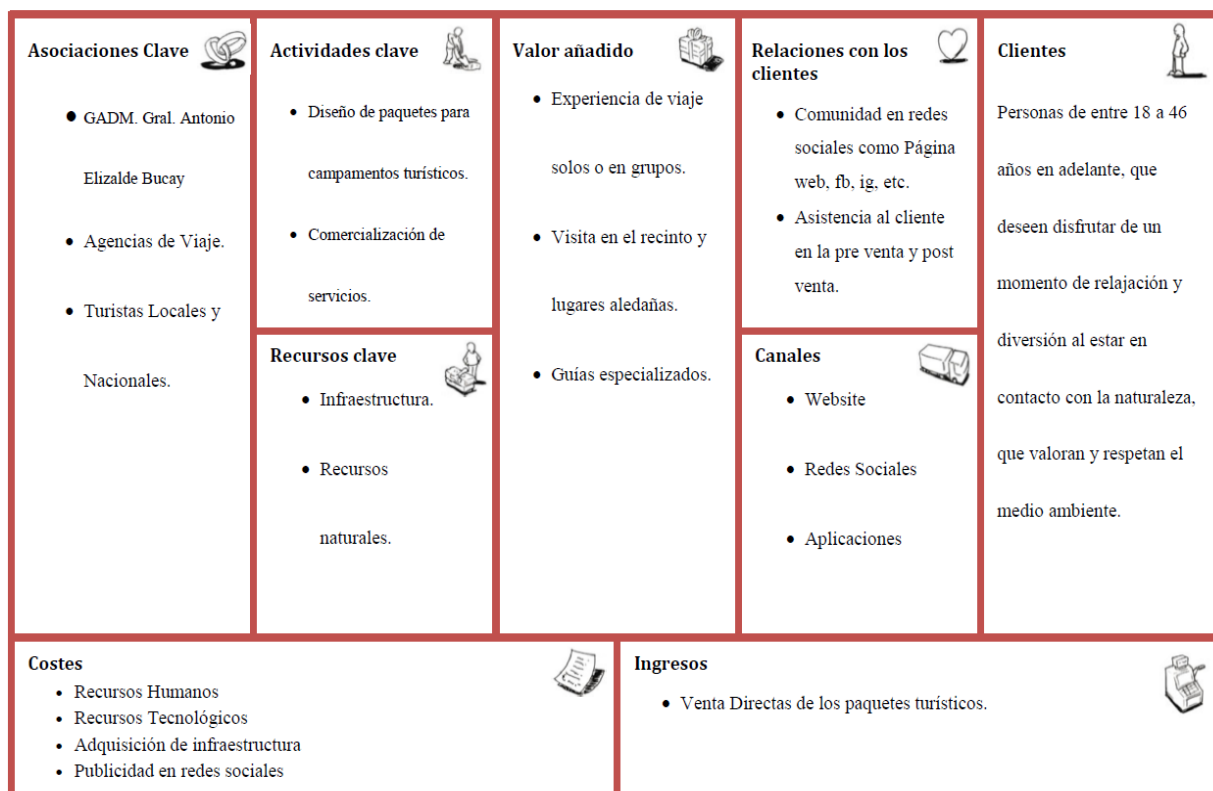 Asociaciones Clave
● GADM. Gral. Antonio
Elizalde Bucay
● Agencias de Viaje.
● Turistas Locales y
Nacionales.
Actividades clave
● Diseño de paquetes para
campamentos turísticos.
● Comercialización de
servicios.
Recursos clave
● Infraestructura.
● Recursos
naturales.
Valor añadido
● Experiencia de viaje
solos o en grupos.
● Visita en el recinto y
lugares aledañas.
● Guías especializados.
Relaciones con los
clientes
● Comunidad en redes
sociales como Página
web, fb, ig, etc.
● Asistencia al cliente
en la pre venta y post
venta.
Canales
● Website
● Redes Sociales
● Aplicaciones
Clientes
Personas de entre 18 a 46
años en adelante, que
deseen disfrutar de un
momento de relajación y
diversión al estar en
contacto con la naturaleza,
que valoran y respetan el
medio ambiente.
Costes
● Recursos Humanos
● Recursos Tecnológicos
● Adquisición de infraestructura
● Publicidad en redes sociales
Ingresos
● Venta Directas de los paquetes turísticos.